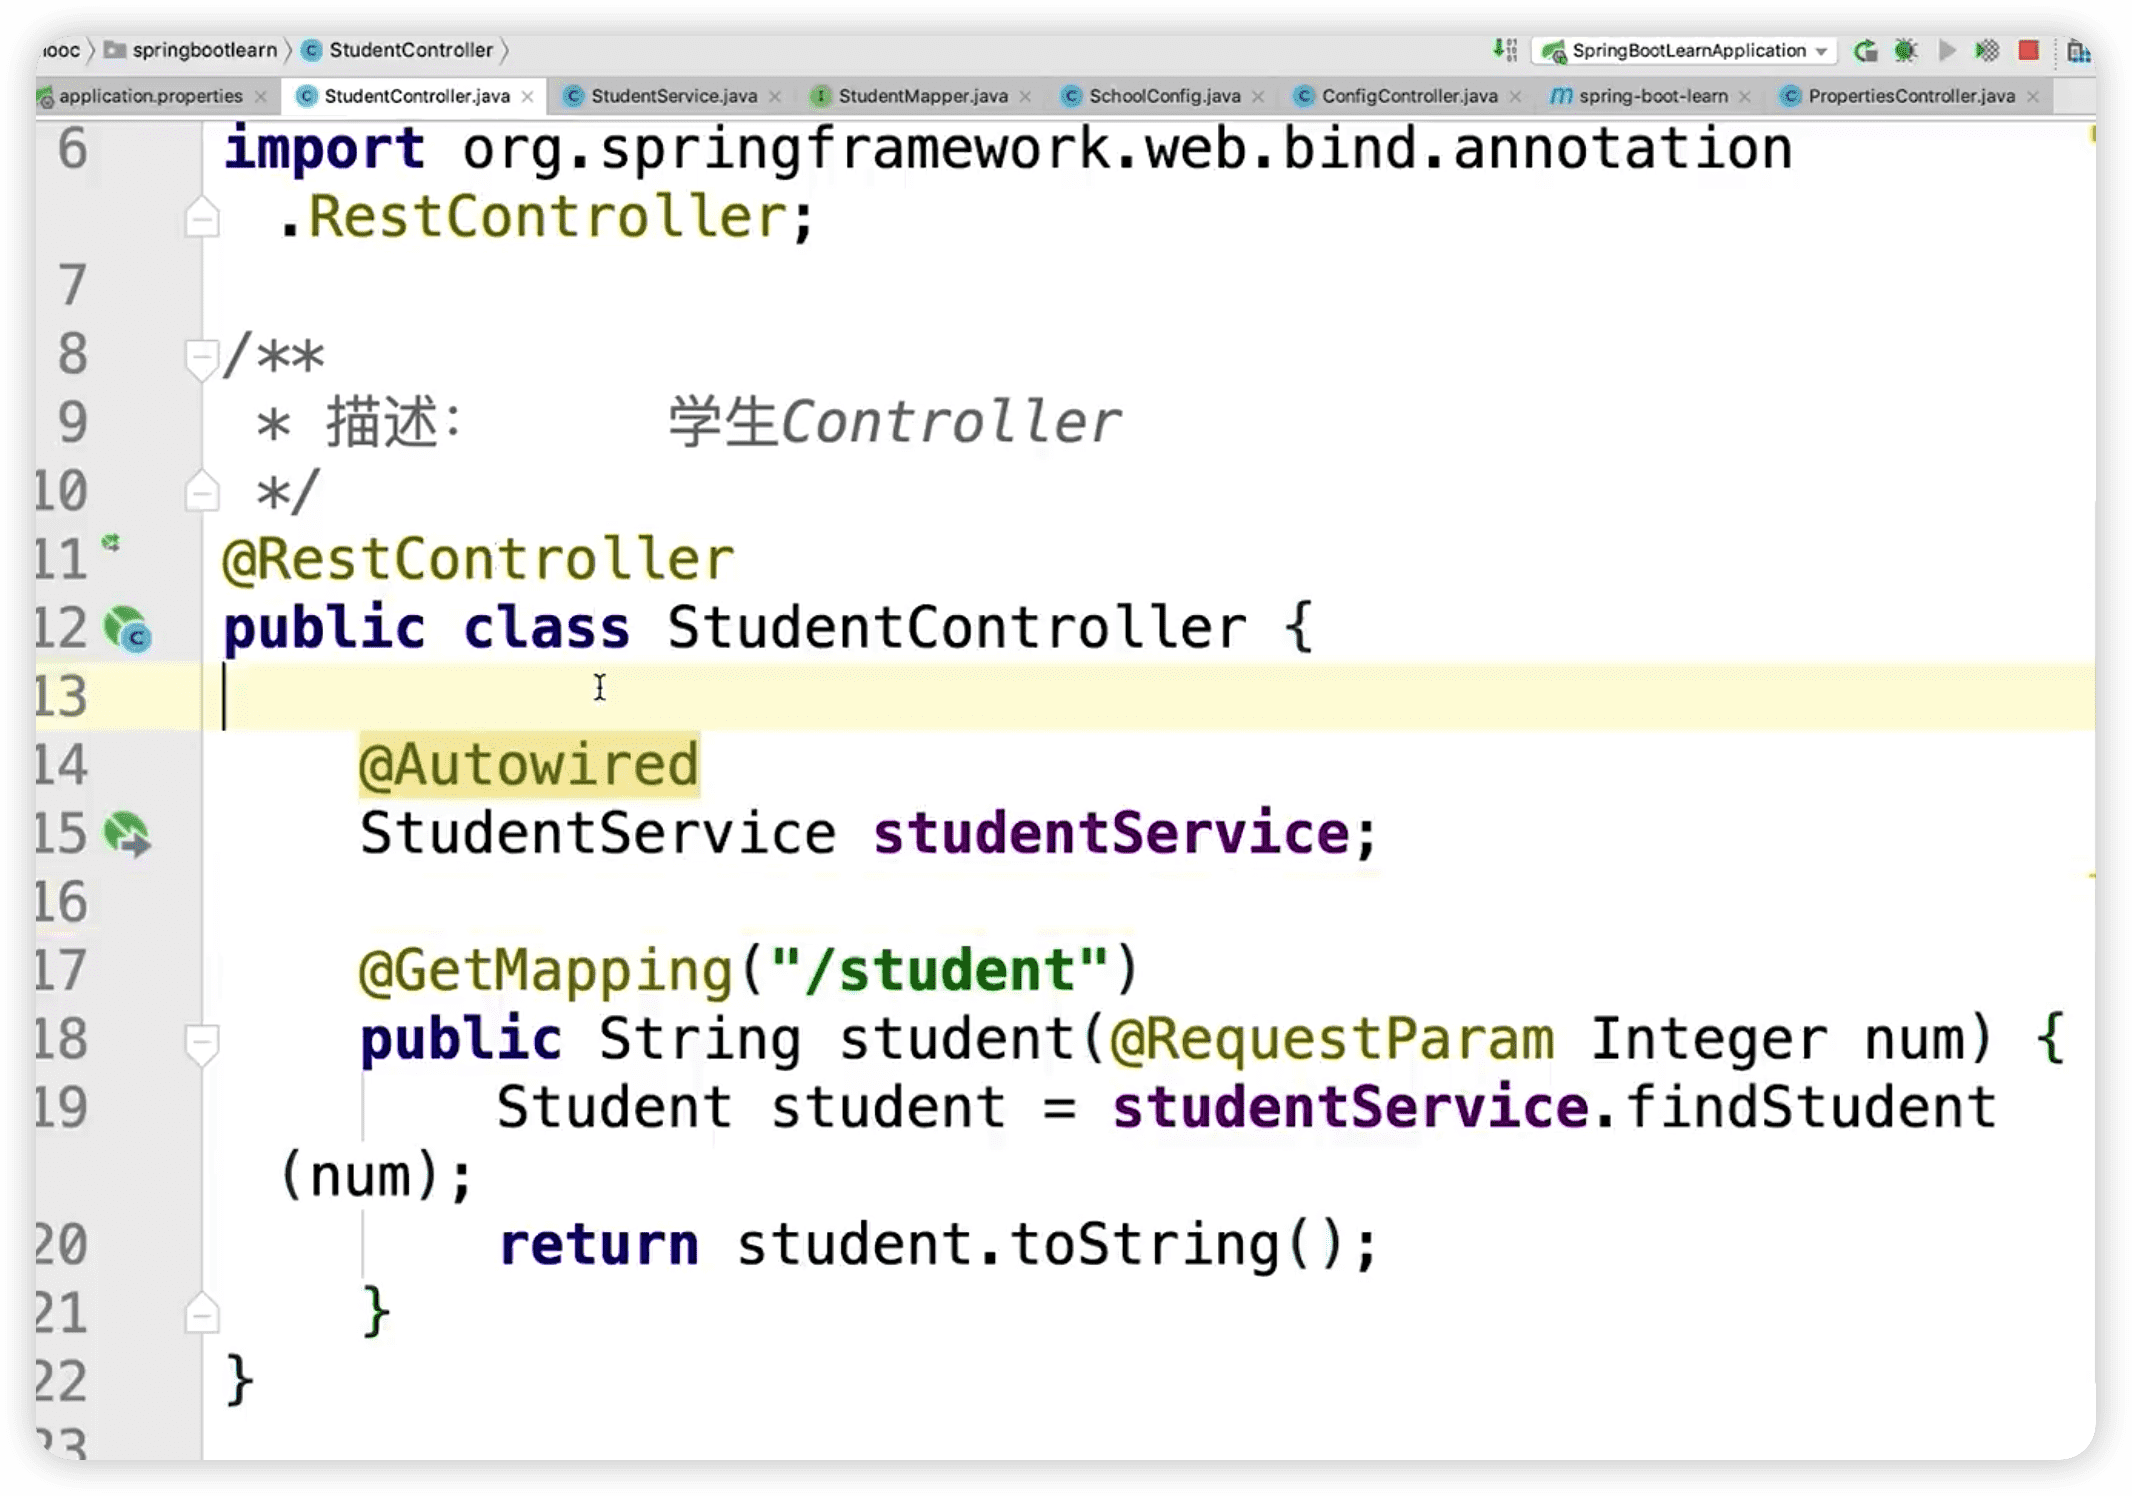 springbootlearn StudentController SpringBootLearnApplication
application.properties StudentController.java StudentService.java StudentMapper.java SchoolConfig.java ConfigController.java spring-boot-learn PropertiesController.java
6 import org.springframework.web.bind.annotation
.RestController;
7
8 /**
9 * 描述: 学生Controller
10 */
11 @RestController
12 public class StudentController {
13
14 @Autowired
15 StudentService studentService;
16
17 @GetMapping("/student")
18 public String student(@RequestParam Integer num) {
19 Student student = studentService.findStudent
(num);
20 return student.toString();
21 }
22 }
23